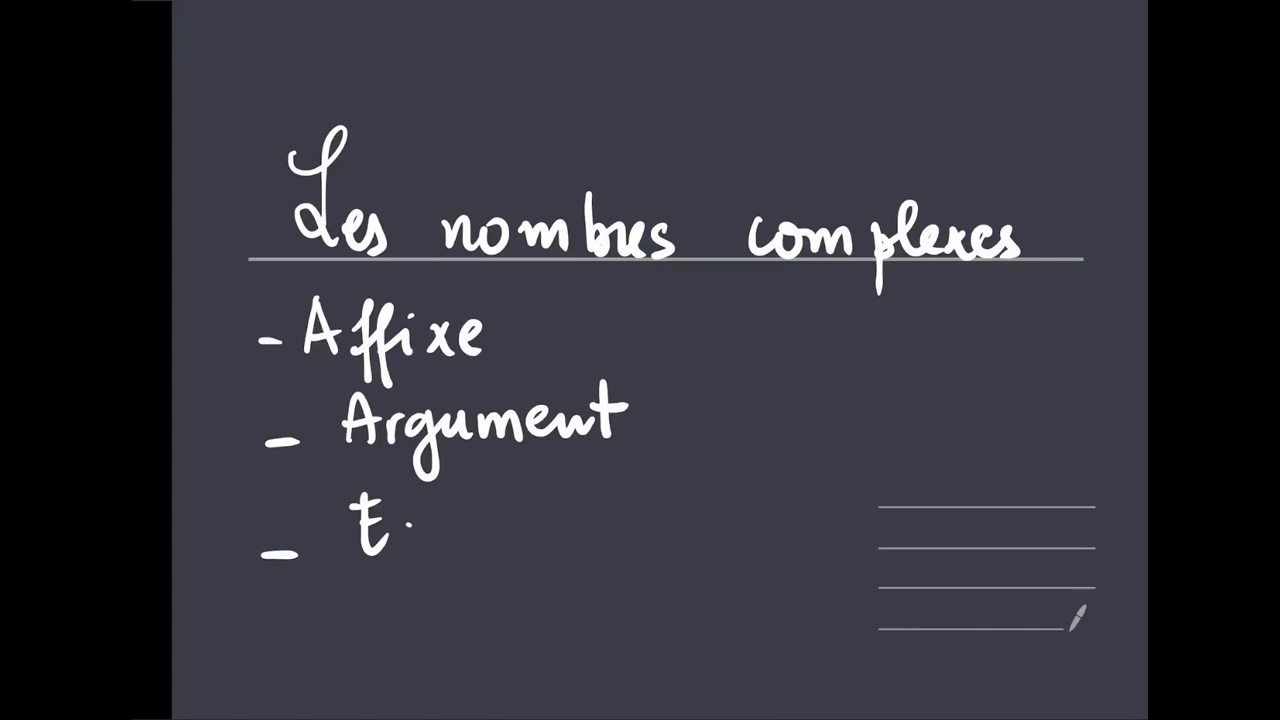 Les nombres complexes
- Affixe
- Argument
- t.